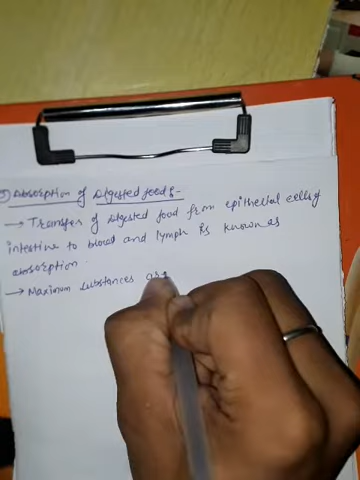 Absorption of Digested food :-
→ Transfer of digested food from epithelial cells of
intestine to blood and lymph is known as
absorption.
→ Maximum substances are